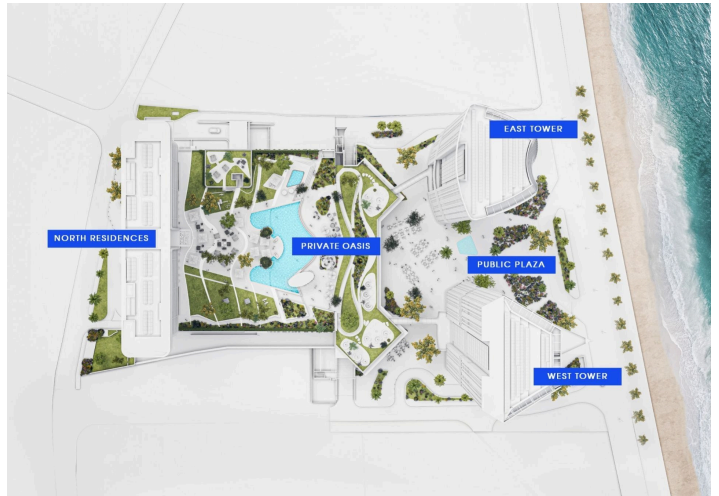 EAST TOWER
NORTH RESIDENCES
PRIVATE OASIS
PUBLIC PLAZA
WEST TOWER